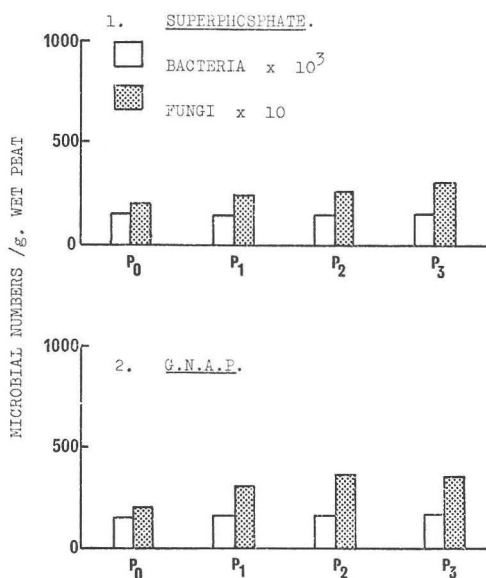 1. SUPERPHOSPHATE.
BACTERIA x 10³
FUNGI x 10
MICROBIAL NUMBERS /g. WET PEAT
1000
500
0
P₀ P₁ P₂ P₃
2. G.N.A.P.
1000
500
0
P₀ P₁ P₂ P₃